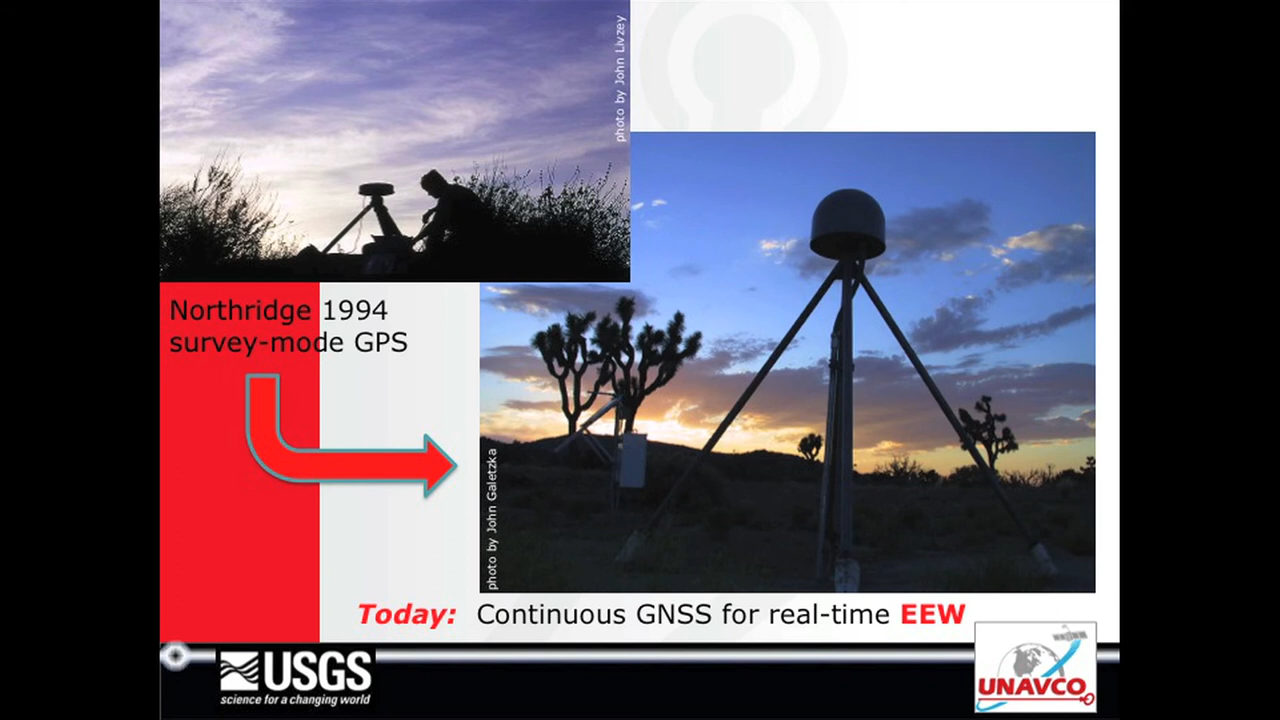 photo by John Livzey
Northridge 1994
survey-mode GPS
photo by John Galetzka
Today: Continuous GNSS for real-time EEW
USGS
science for a changing world
UNAVCO